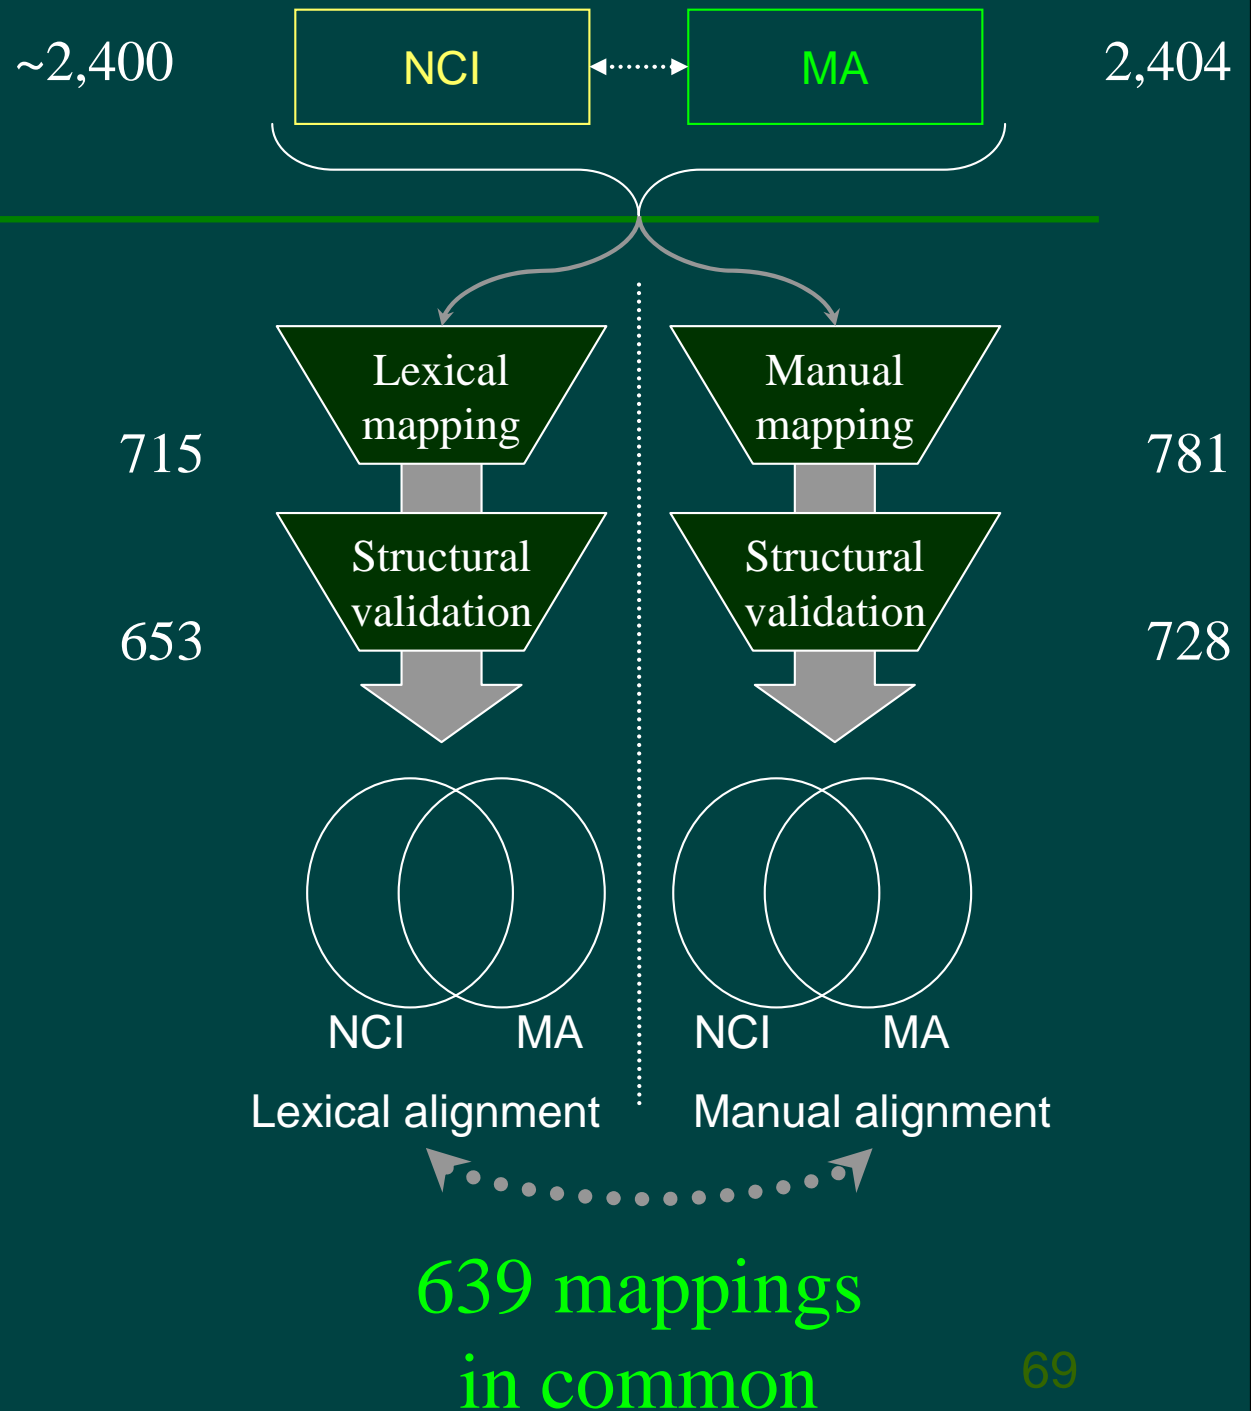 ~2,400
NCI
MA
2,404
Lexical
mapping
Manual
mapping
715
781
Structural
validation
Structural
validation
653
728
NCI
MA
NCI
MA
Lexical alignment
Manual alignment
639 mappings
in common
69